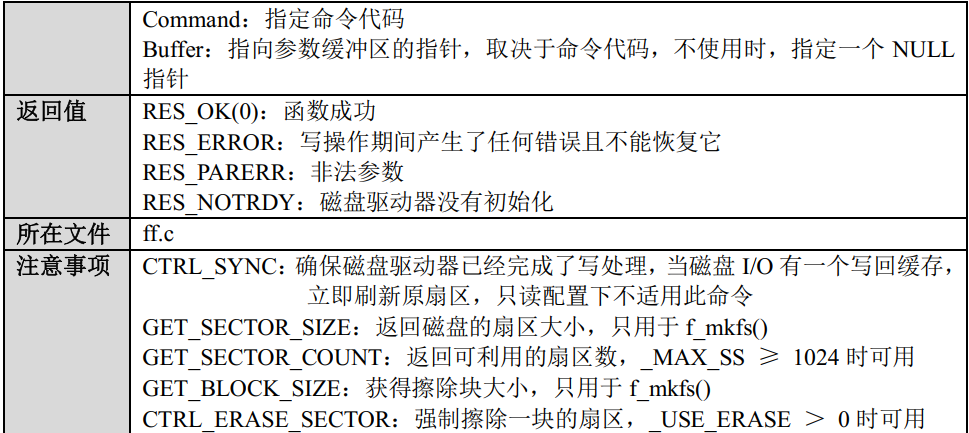 Command：指定命令代码
Buffer：指向参数缓冲区的指针，取决于命令代码，不使用时，指定一个 NULL
指针
返回值
RES_OK(0)：函数成功
RES_ERROR：写操作期间产生了任何错误且不能恢复它
RES_PARERR：非法参数
RES_NOTRDY：磁盘驱动器没有初始化
所在文件
ff.c
注意事项
CTRL_SYNC：确保磁盘驱动器已经完成了写处理，当磁盘 I/O 有一个写回缓存，
立即刷新原扇区，只读配置下不适用此命令
GET_SECTOR_SIZE：返回磁盘的扇区大小，只用于 f_mkfs()
GET_SECTOR_COUNT：返回可利用的扇区数，_MAX_SS ≥ 1024 时可用
GET_BLOCK_SIZE：获得擦除块大小，只用于 f_mkfs()
CTRL_ERASE_SECTOR：强制擦除一块的扇区，_USE_ERASE ＞ 0 时可用